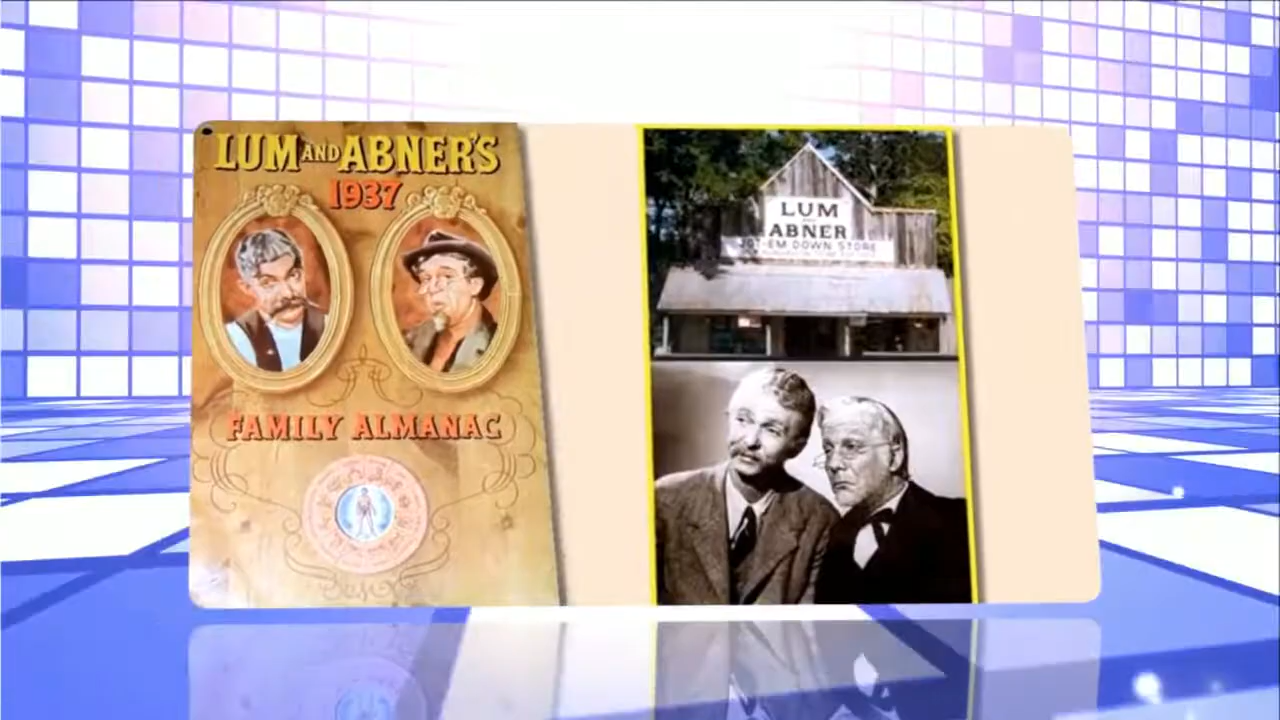 LUM AND ABNER'S
1937
FAMILY ALMANAC
LUM
AND
ABNER
JOT-EM DOWN STORE